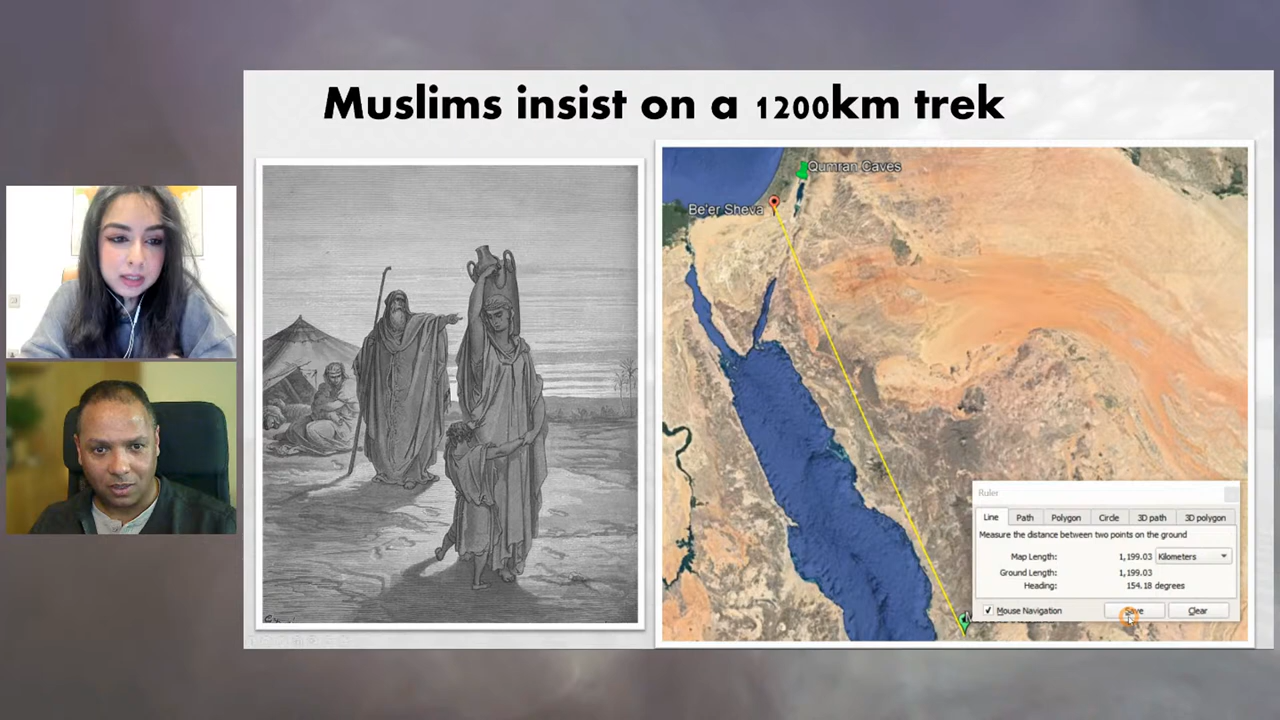 Muslims insist on a 1200km trek
Qumran Caves
Be'er Sheva
Ruler
Line Path Polygon Circle 3D path 3D polygon
Measure the distance between two points on the ground
Map Length: 1,199.03 Kilometers
Ground Length: 1,199.03
Heading: 154.18 degrees
Mouse Navigation Save Clear